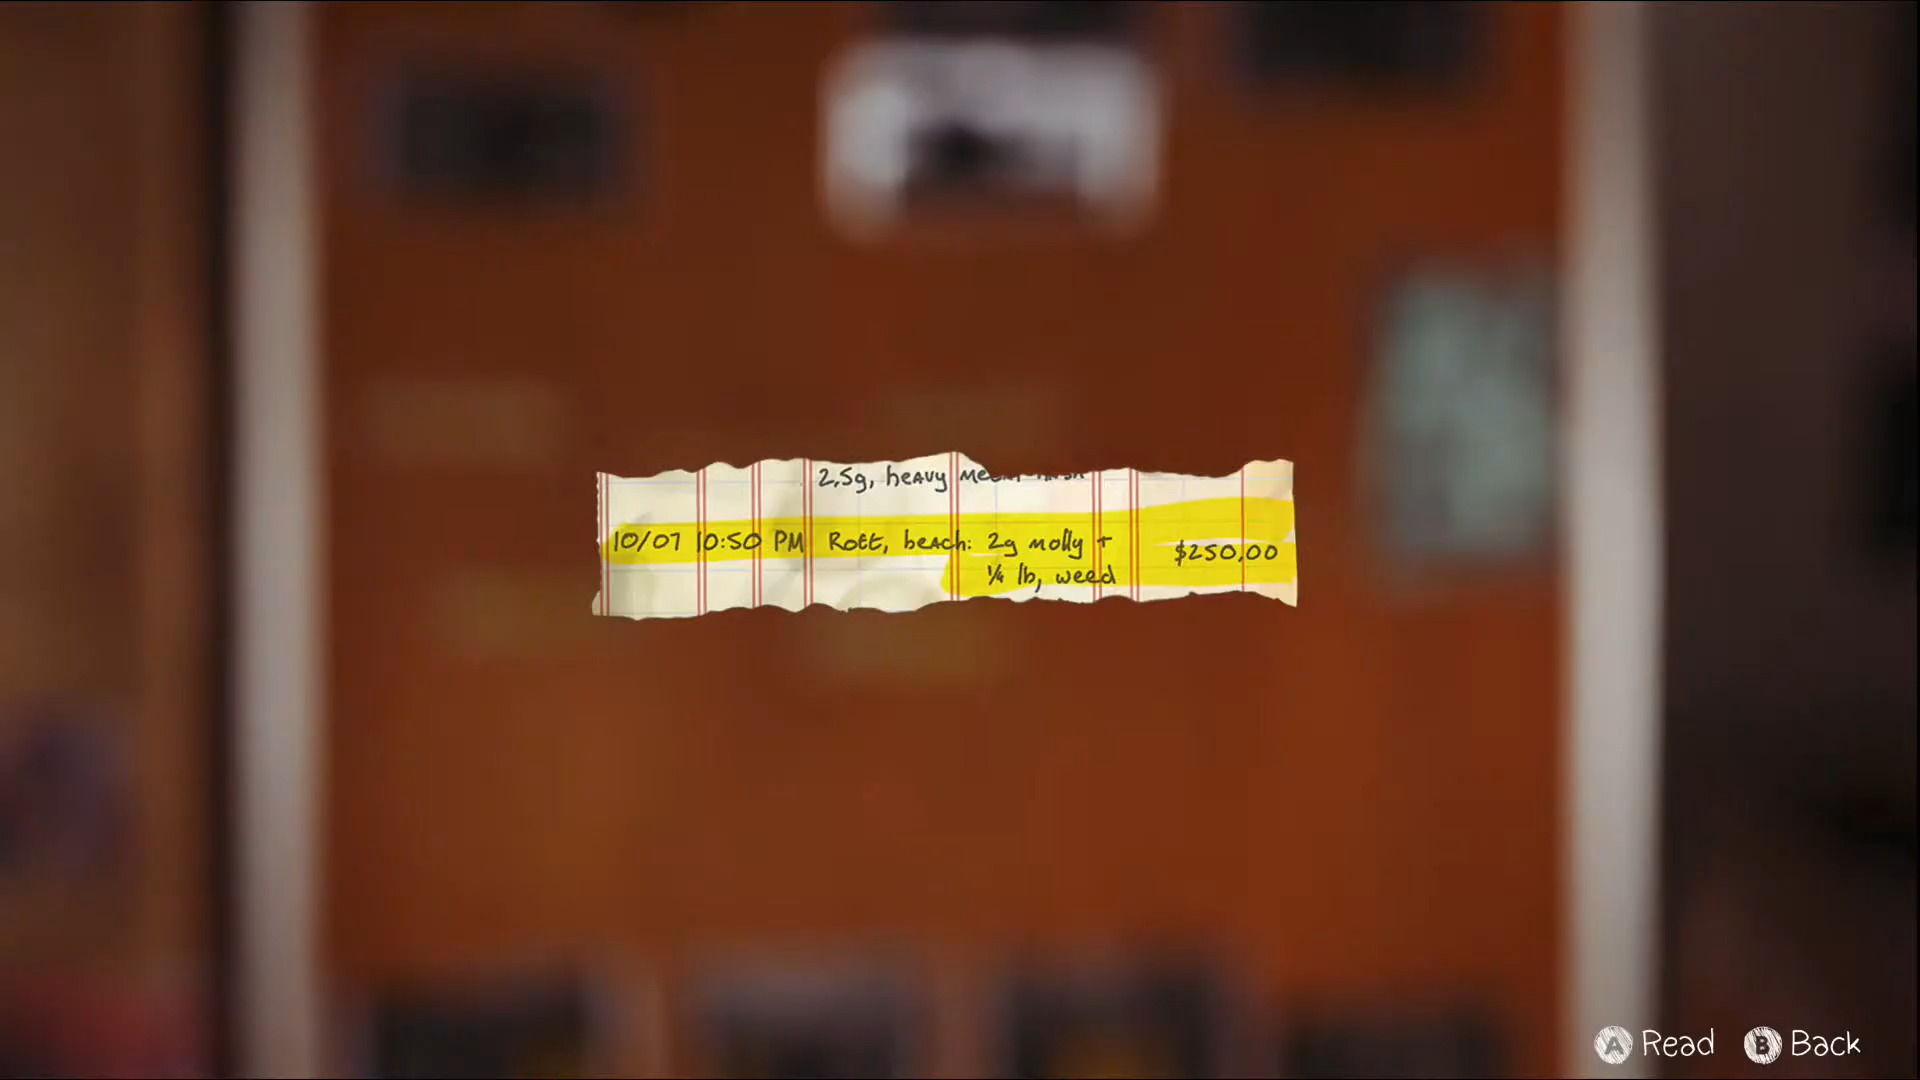 2,5g, heavy
10/07 10:50 PM Rott, beach: 2g molly + $250,00
1/4 lb, weed
A Read B Back